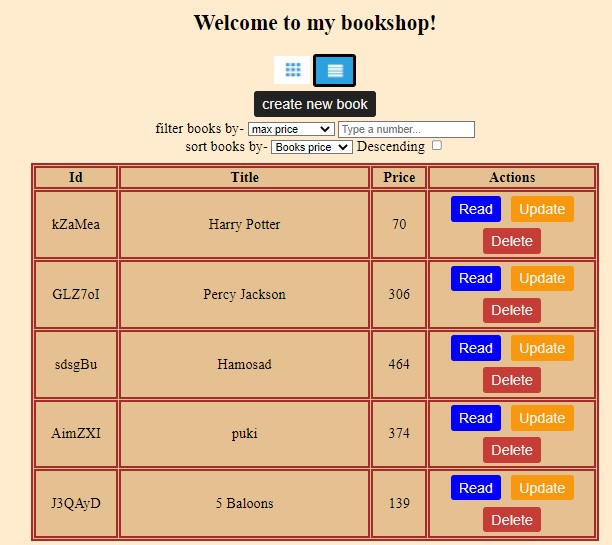 Welcome to my bookshop!
create new book
filter books by- max price Type a number...
sort books by- Books price Descending
Id Title Price Actions
kZaMea Harry Potter 70 Read Update
Delete
GLZ7oI Percy Jackson 306 Read Update
Delete
sdsgBu Hamosad 464 Read Update
Delete
AimZXI puki 374 Read Update
Delete
J3QAyD 5 Baloons 139 Read Update
Delete